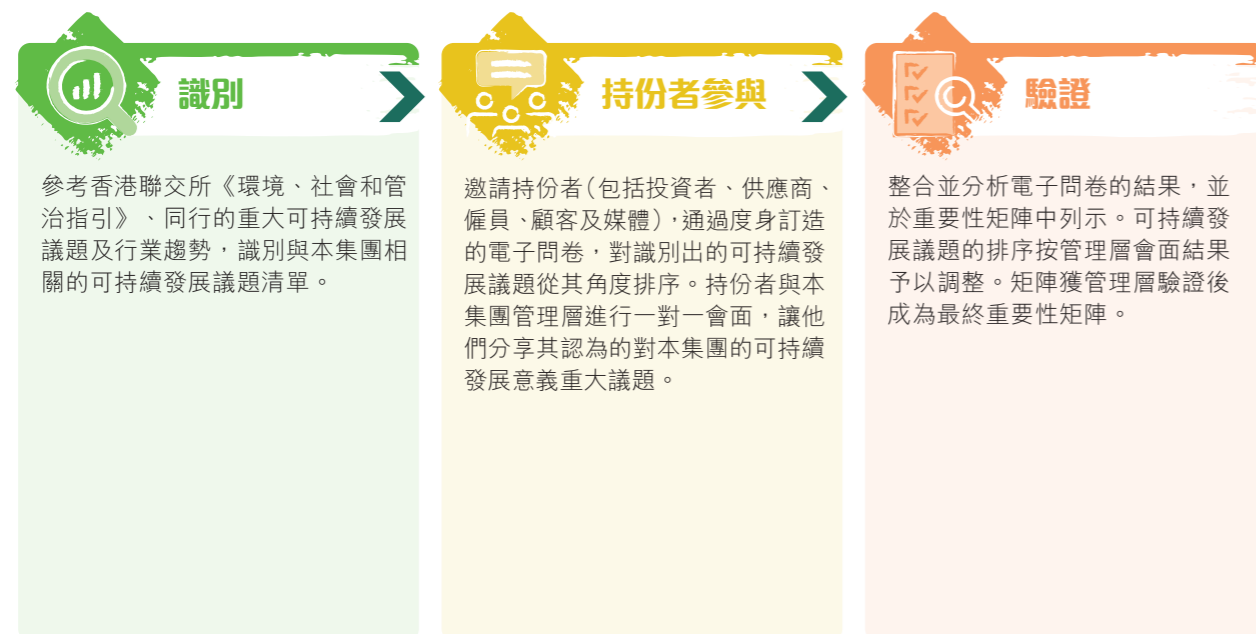 識別
參考香港聯交所《環境、社會和管
治指引》、同行的重大可持續發展
議題及行業趨勢，識別與本集團相
關的可持續發展議題清單。
持份者參與
邀請持份者（包括投資者、供應商、
僱員、顧客及媒體），通過度身訂造
的電子問卷，對識別出的可持續發
展議題從其角度排序。持份者與本
集團管理層進行一對一會面，讓他
們分享其認為的對本集團的可持續
發展意義重大議題。
驗證
整合並分析電子問卷的結果，並
於重要性矩陣中列示。可持續發
展議題的排序按管理層會面結果
予以調整。矩陣獲管理層驗證後
成為最終重要性矩陣。